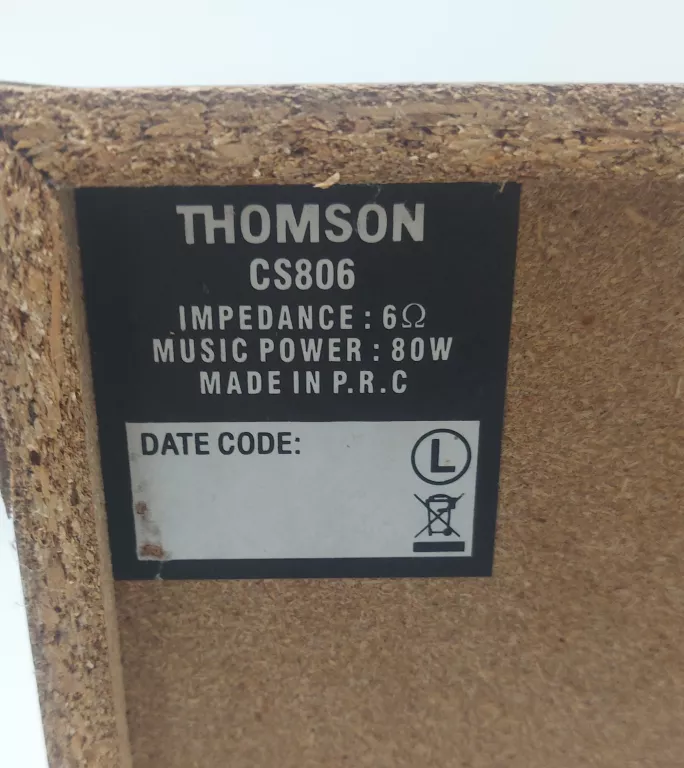 THOMSON
CS806
IMPEDANCE : 6Ω
MUSIC POWER : 80W
MADE IN P.R.C
DATE CODE:
L